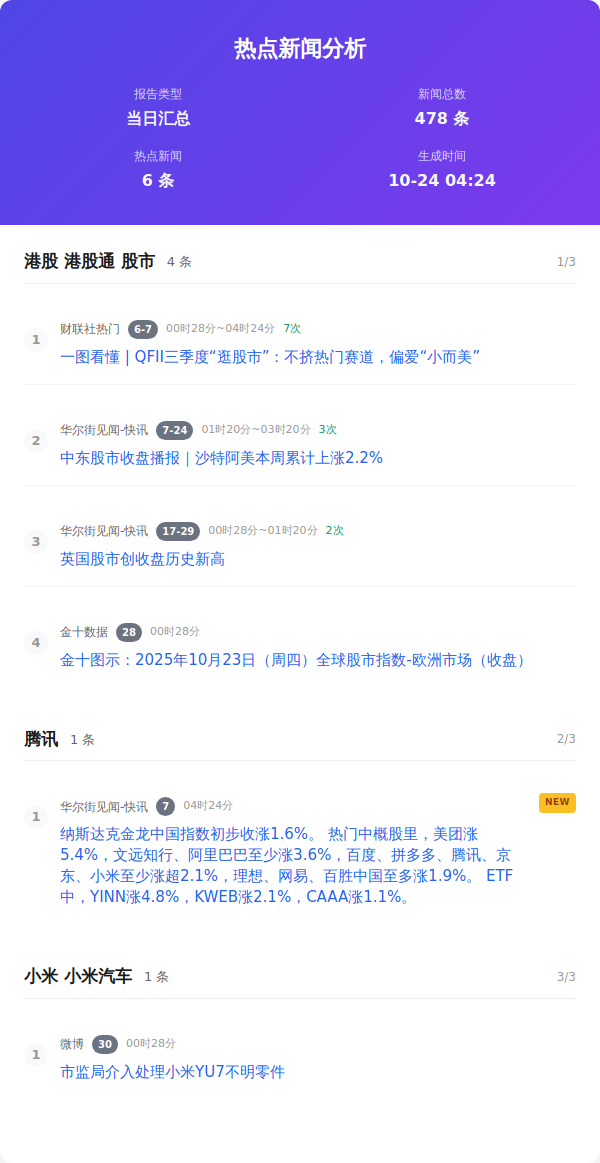 热点新闻分析
报告类型
新闻总数
当日汇总
478 条
热点新闻
生成时间
6 条
10-24 04:24
港股 港股通 股市 4 条 1/3
1
财联社热门 6-7 00时28分~04时24分 7次
一图看懂 | QFII三季度“逛股市”：不挤热门赛道，偏爱“小而美”
2
华尔街见闻-快讯 7-24 01时20分~03时20分 3次
中东股市收盘播报｜沙特阿美本周累计上涨2.2%
3
华尔街见闻-快讯 17-29 00时28分~01时20分 2次
英国股市创收盘历史新高
4
金十数据 28 00时28分
金十图示：2025年10月23日（周四）全球股市指数-欧洲市场（收盘）
腾讯 1 条 2/3
1
华尔街见闻-快讯 7 04时24分 NEW
纳斯达克金龙中国指数初步收涨1.6%。 热门中概股里，美团涨
5.4%，文远知行、阿里巴巴至少涨3.6%，百度、拼多多、腾讯、京
东、小米至少涨超2.1%，理想、网易、百胜中国至多涨1.9%。 ETF
中，YINN涨4.8%，KWEB涨2.1%，CAAA涨1.1%。
小米 小米汽车 1 条 3/3
1
微博 30 00时28分
市监局介入处理小米YU7不明零件